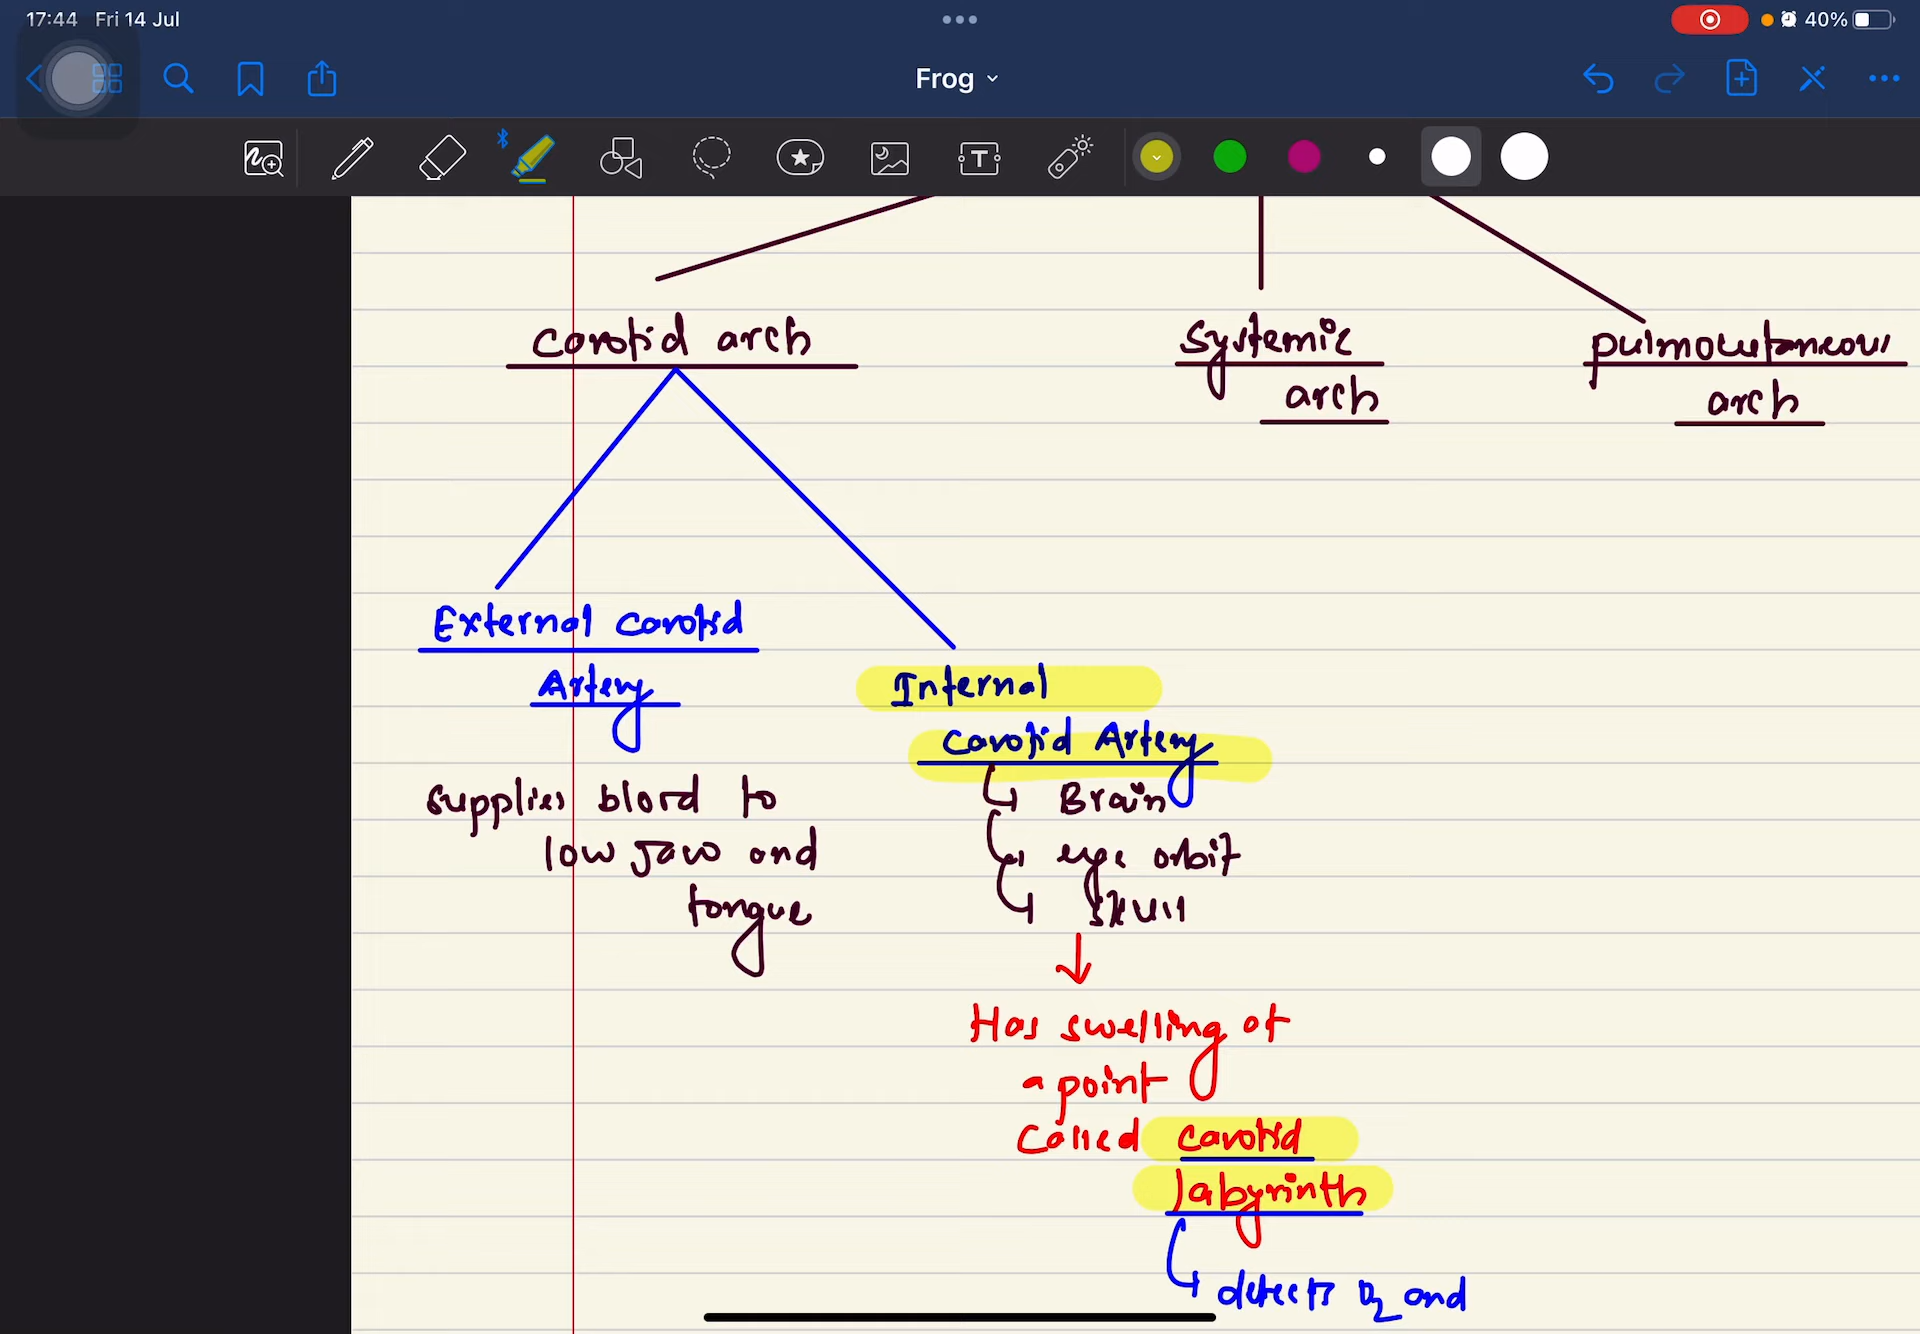 17:44 Fri 14 Jul
40%
Frog
T
Carotid arch
Systemic
arch
pulmocutaneous
arch
External carotid
Artery
Internal
Carotid Artery
supplies blood to
low Jaw and
tongue
Brain
eye orbit
skull
Has swelling at
a point
Called carotid
labyrinth
detects O2 and